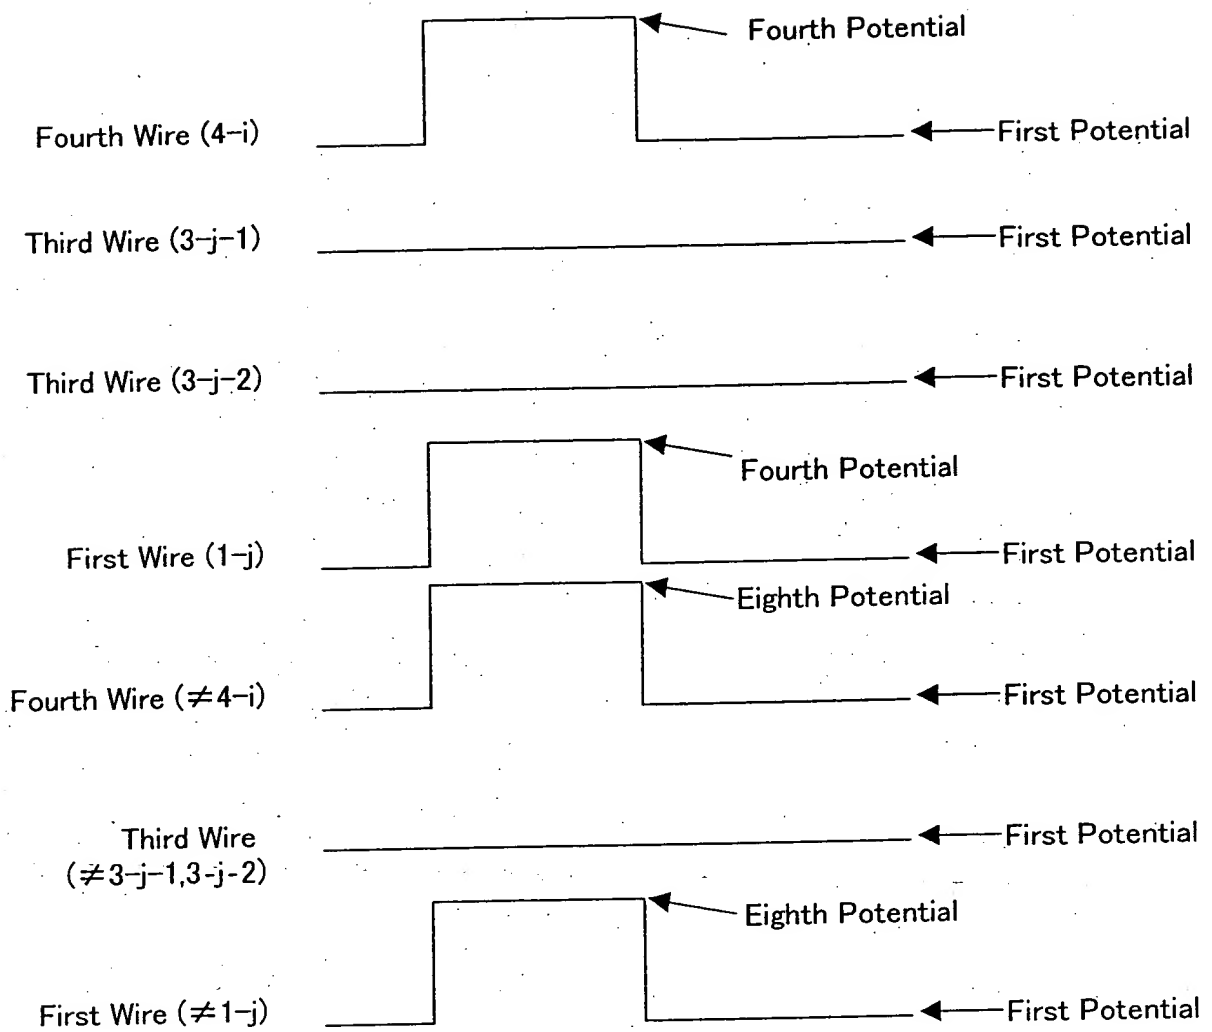 Fourth Potential
Fourth Wire (4-i) First Potential
Third Wire (3-j-1) First Potential
Third Wire (3-j-2) First Potential
Fourth Potential
First Wire (1-j) First Potential
Eighth Potential
Fourth Wire (≠4-i) First Potential
Third Wire First Potential
(≠3-j-1,3-j-2)
Eighth Potential
First Wire (≠1-j) First Potential